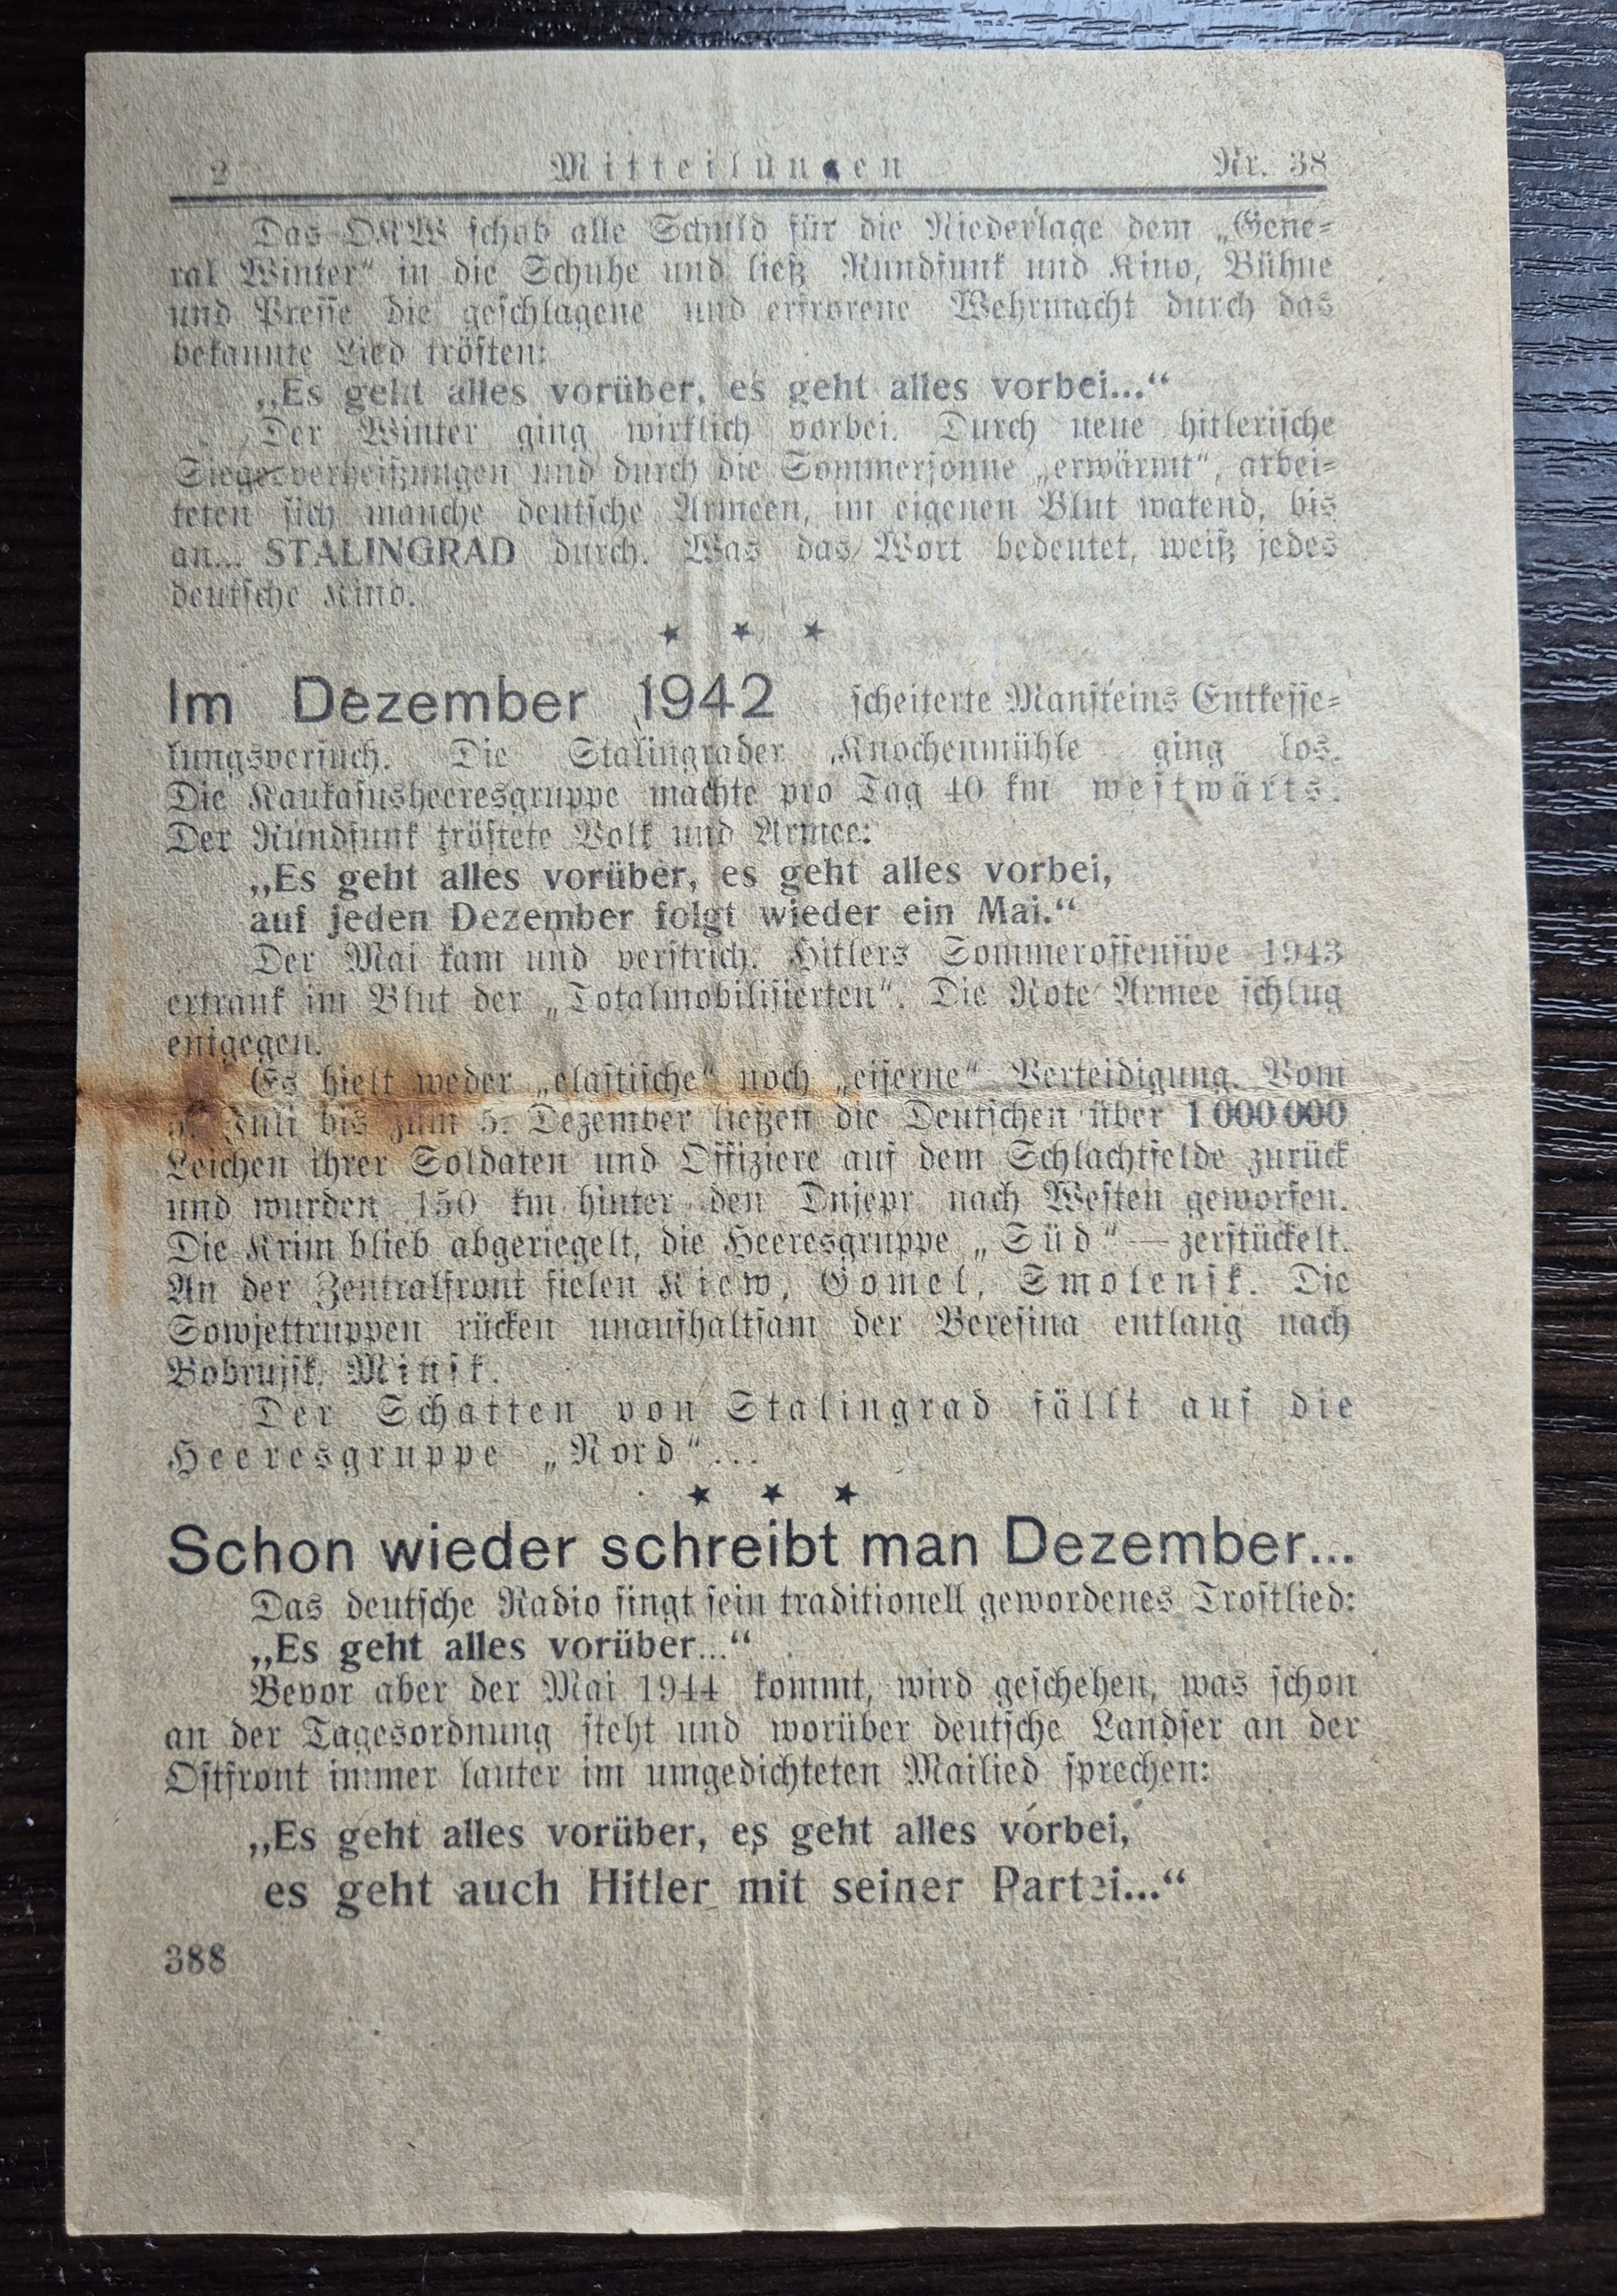 2 Mitteilungen Nr. 38
Das OKW schob alle Schuld für die Niederlage dem „Gene-
ral Winter“ in die Schuhe und ließ Rundfunk und Kino, Bühne
und Presse die geschlagene und erfrorene Wehrmacht durch das
bekannte Lied trösten:
„Es geht alles vorüber, es geht alles vorbei...“
Der Winter ging wirklich vorbei. Durch neue hitlerische
Siegesverheißungen und durch die Sommersonne „erwärmt“, arbei-
teten sich manche deutsche Armeen, im eigenen Blut watend, bis
an... STALINGRAD durch. Was das Wort bedeutet, weiß jedes
deutsche Kind.
★ ★ ★
Im Dezember 1942 scheiterte Mansteins Entkesse-
lungsversuch. Die Stalingrader Knochenmühle ging los.
Die Kaukasusheeresgruppe machte pro Tag 40 km westwärts.
Der Rundfunk tröstete Volk und Armee:
„Es geht alles vorüber, es geht alles vorbei,
auf jeden Dezember folgt wieder ein Mai.“
Der Mai kam und verstrich. Hitlers Sommeroffensive 1943
ertrank im Blut der „Totalmobilisierten“. Die Rote Armee schlug
entgegen.
Es hielt weder „elastische“ noch „eiserne“ Verteidigung. Vom
5. Juli bis zum 5. Dezember ließen die Deutschen über 1 000 000
Leichen ihrer Soldaten und Offiziere auf dem Schlachtfelde zurück
und wurden 150 km hinter den Dnjepr nach Westen geworfen.
Die Krim blieb abgeriegelt, die Heeresgruppe „Süd“ — zerstückelt.
An der Zentralfront fielen Kiew, Gomel, Smolensk. Die
Sowjettruppen rücken unaufhaltsam der Beresina entlang nach
Bobrujsk, Minsk.
Der Schatten von Stalingrad fällt auf die
Heeresgruppe „Nord“...
★ ★ ★
Schon wieder schreibt man Dezember...
Das deutsche Radio singt sein traditionell gewordenes Trostlied:
„Es geht alles vorüber...“
Bevor aber der Mai 1944 kommt, wird geschehen, was schon
an der Tagesordnung steht und worüber deutsche Landser an der
Ostfront immer lauter im umgedichteten Mailied sprechen:
„Es geht alles vorüber, es geht alles vorbei,
es geht auch Hitler mit seiner Partei...“
388